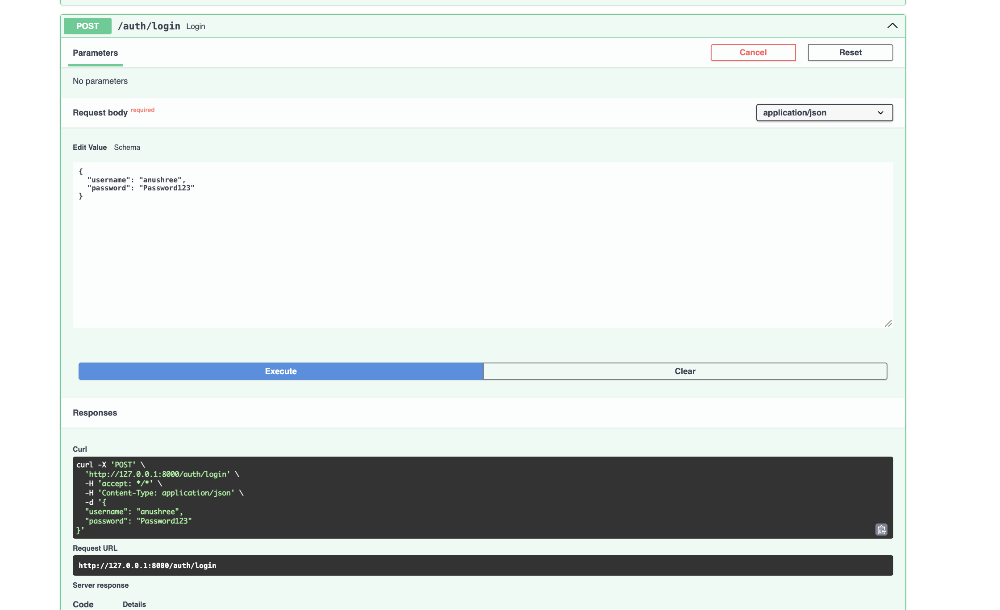 POST /auth/login Login
Parameters
Cancel
Reset
No parameters
Request body required
application/json
Edit Value | Schema
{
  "username": "anushree",
  "password": "Password123"
}
Execute
Clear
Responses
Curl
curl -X 'POST' \
  'http://127.0.0.1:8000/auth/login' \
  -H 'accept: */*' \
  -H 'Content-Type: application/json' \
  -d '{
  "username": "anushree",
  "password": "Password123"
}'
Request URL
http://127.0.0.1:8000/auth/login
Server response
Code Details